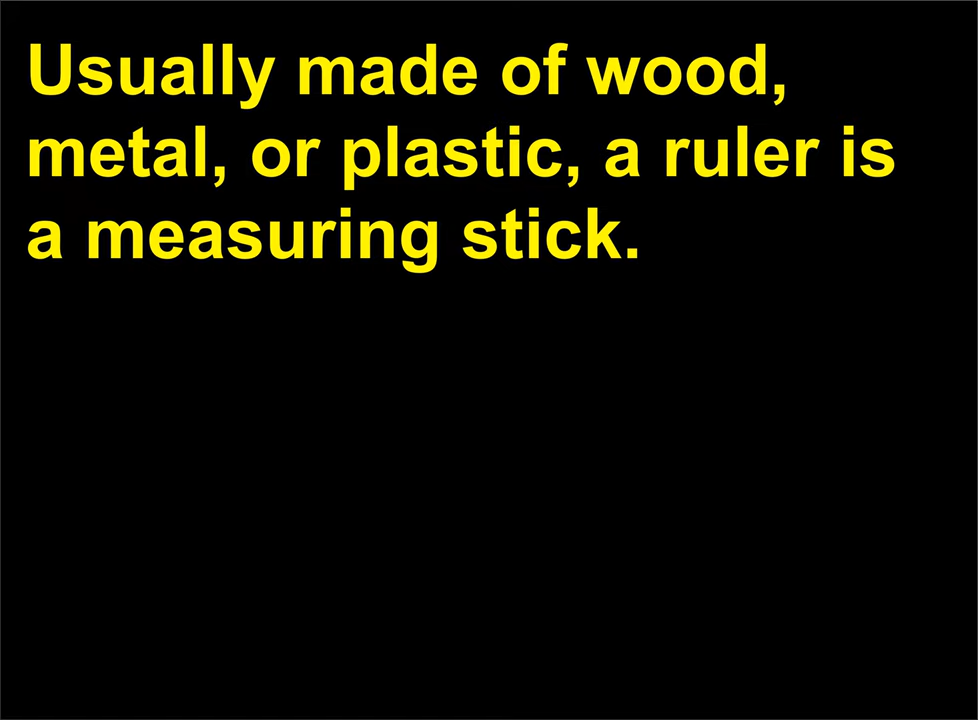 Usually made of wood,
metal, or plastic, a ruler is
a measuring stick.